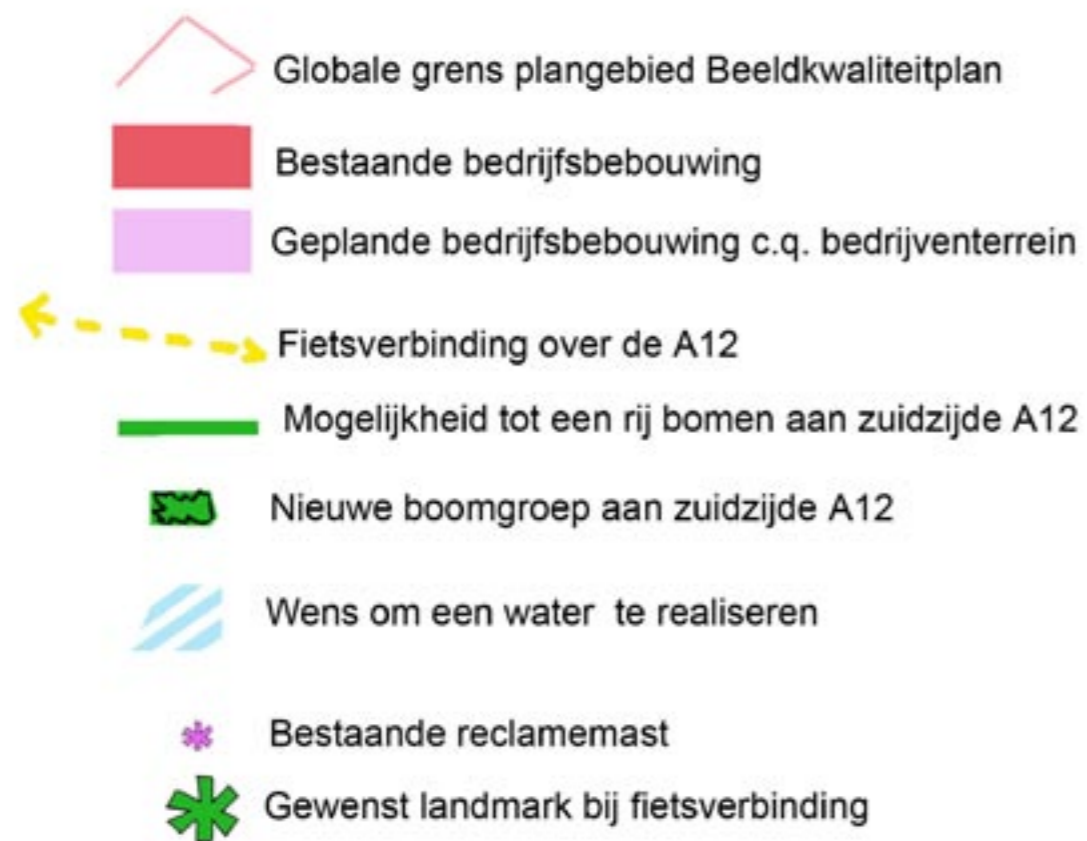 Globale grens plangebied Beeldkwaliteitplan
Bestaande bedrijfsbebouwing
Geplande bedrijfsbebouwing c.q. bedrijventerrein
Fietsverbinding over de A12
Mogelijkheid tot een rij bomen aan zuidzijde A12
Nieuwe boomgroep aan zuidzijde A12
Wens om een water te realiseren
Bestaande reclamemast
Gewenst landmark bij fietsverbinding